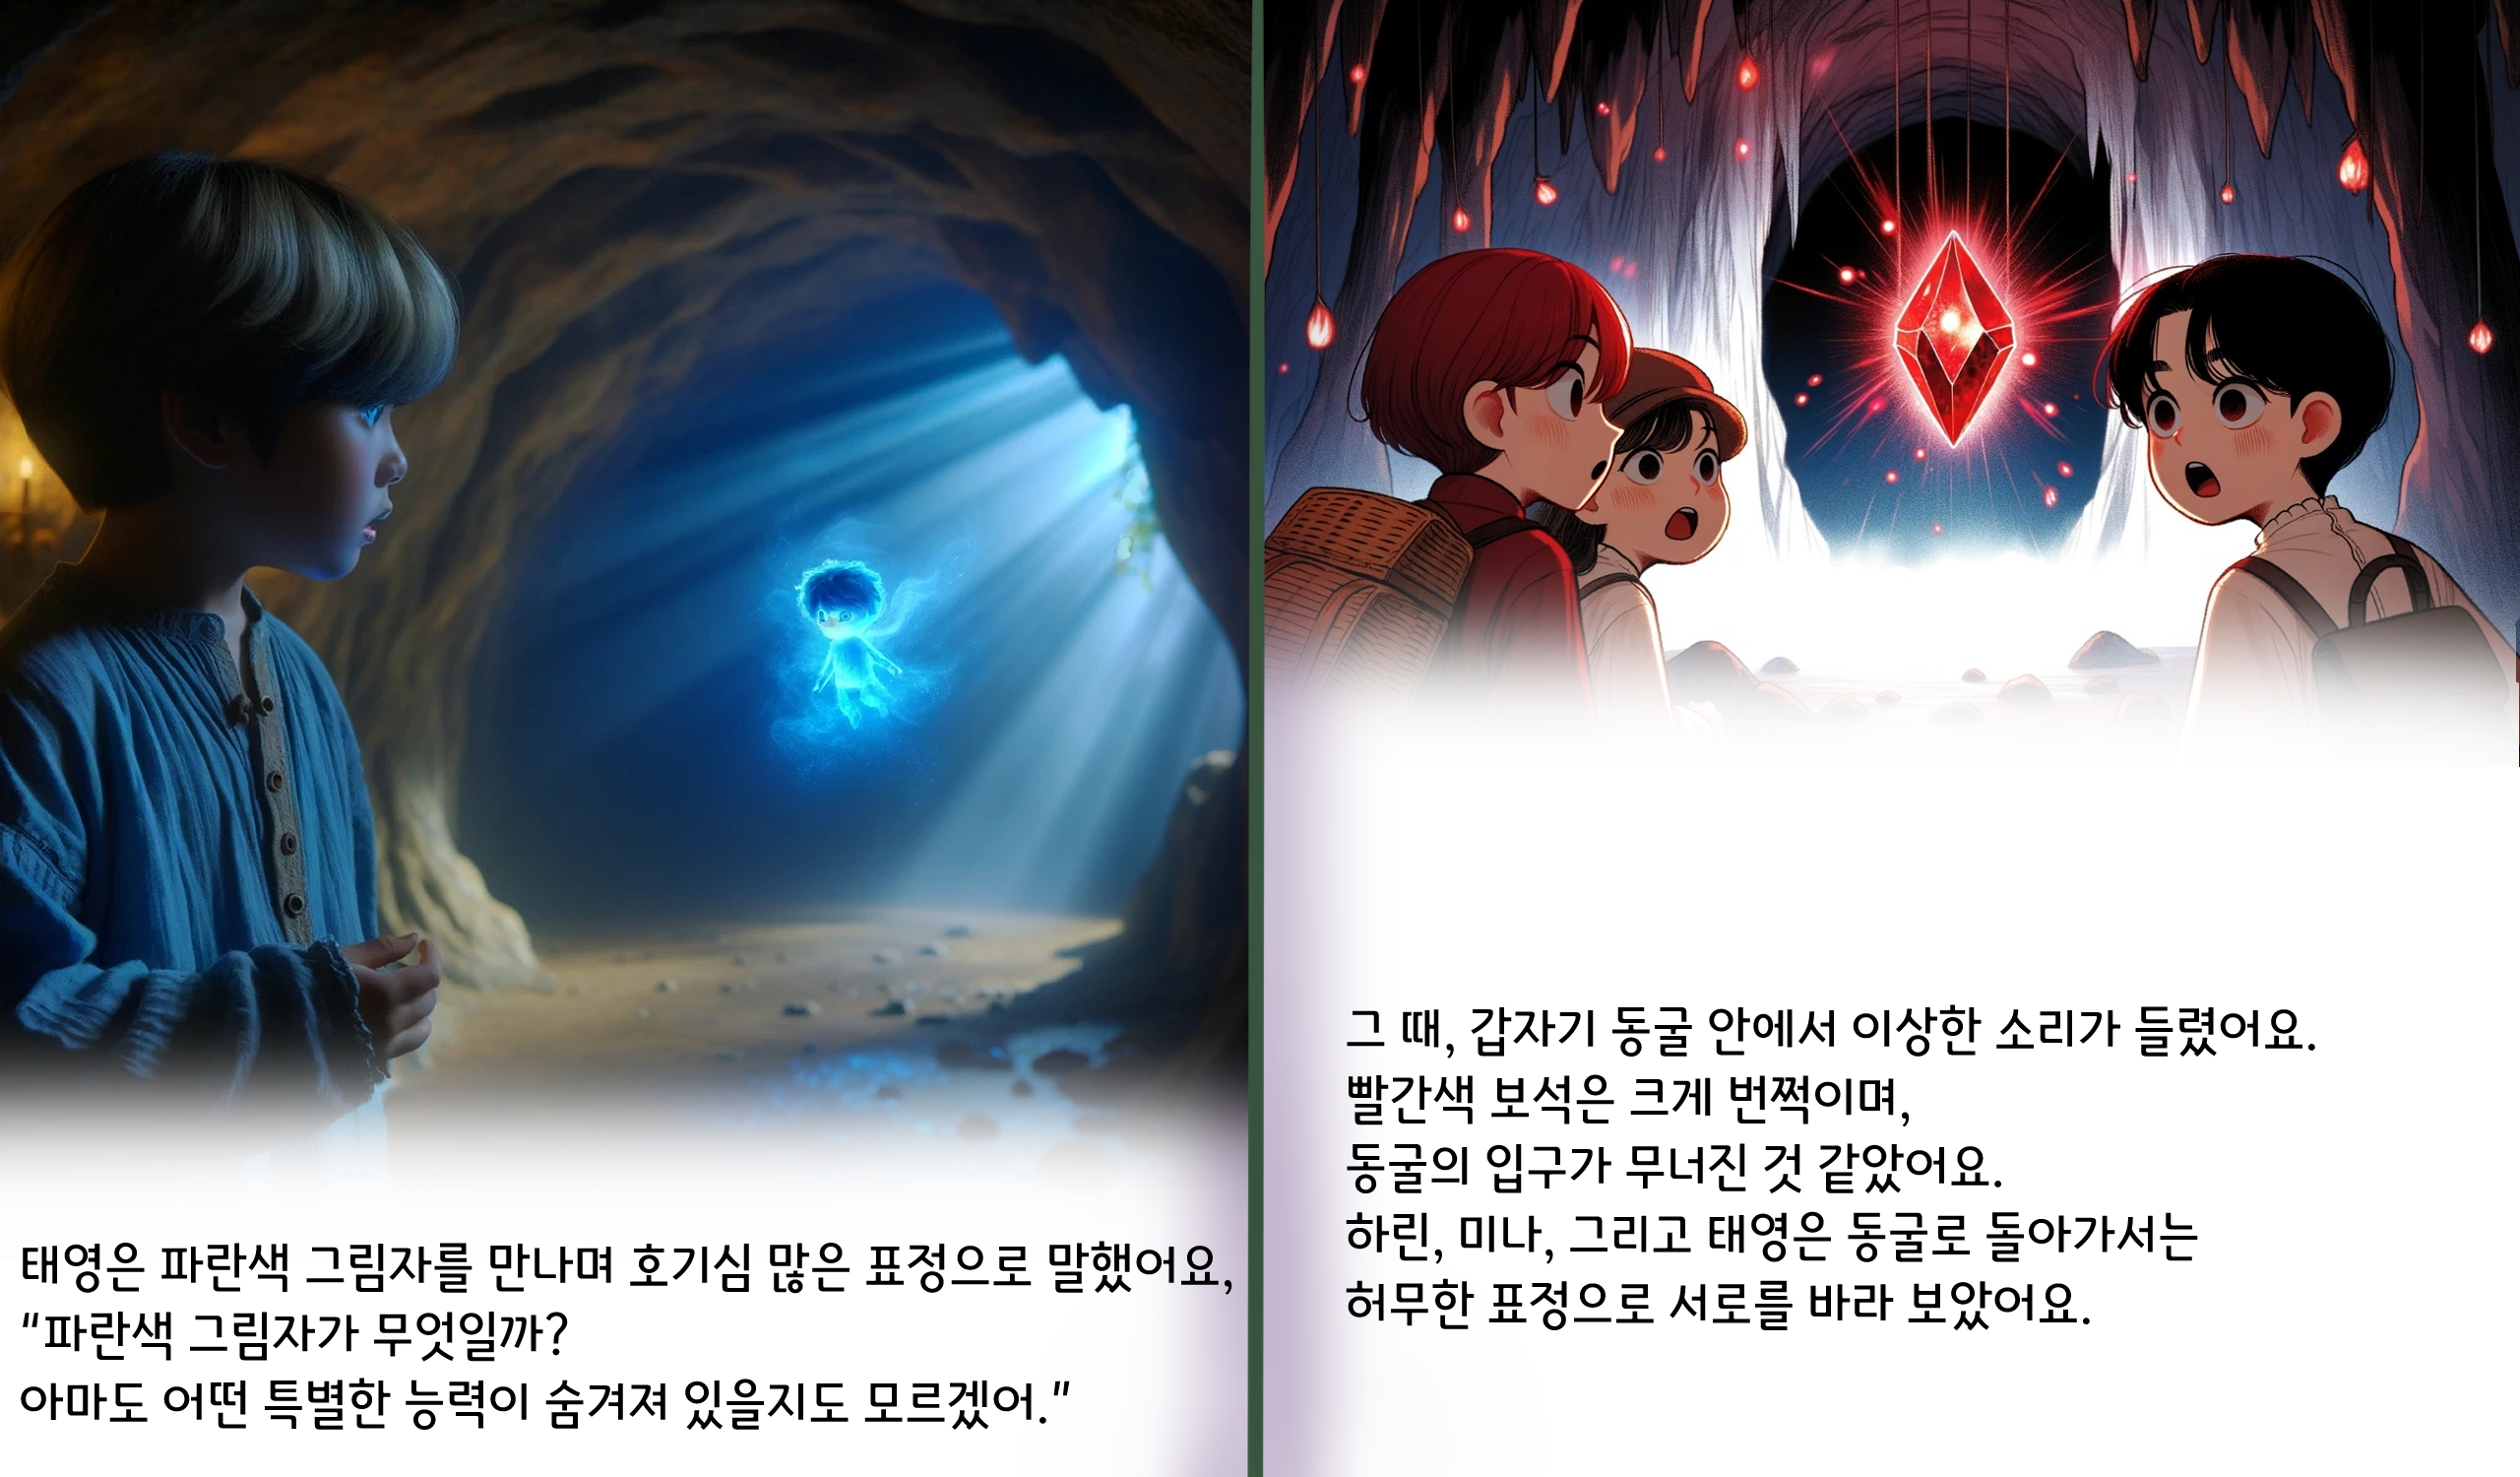 태영은 파란색 그림자를 만나며 호기심 많은 표정으로 말했어요,
"파란색 그림자가 무엇일까?
아마도 어떤 특별한 능력이 숨겨져 있을지도 모르겠어."
그 때, 갑자기 동굴 안에서 이상한 소리가 들렸어요.
빨간색 보석은 크게 번쩍이며,
동굴의 입구가 무너진 것 같았어요.
하린, 미나, 그리고 태영은 동굴로 돌아가서는
허무한 표정으로 서로를 바라 보았어요.